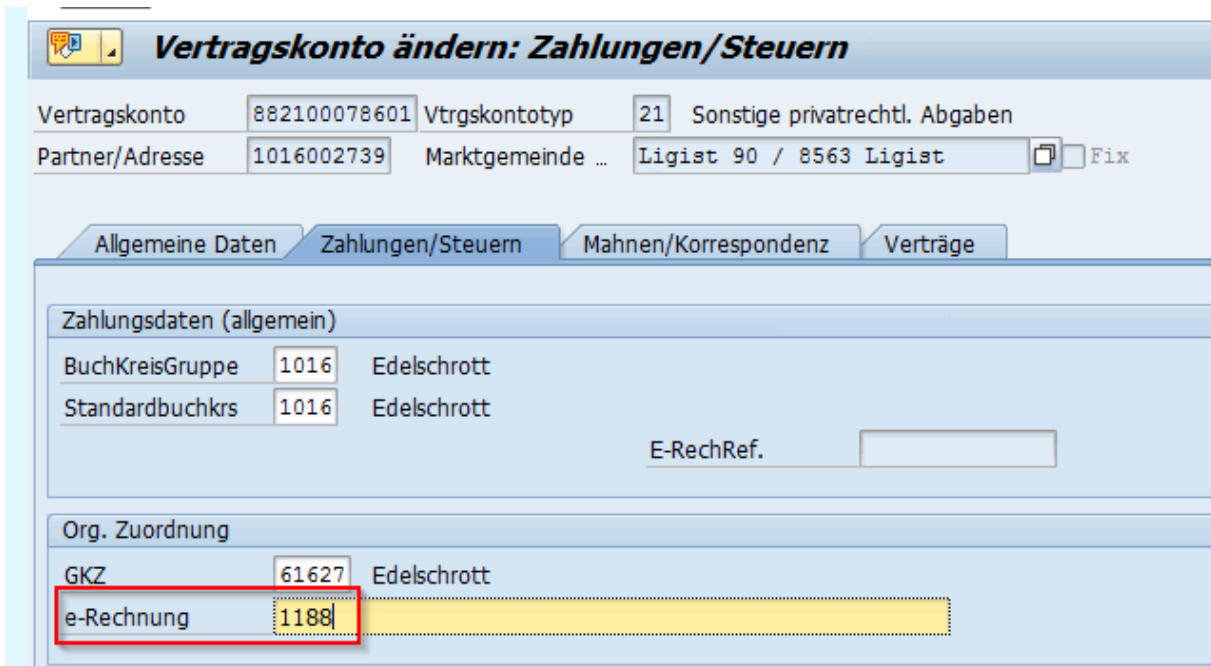 Vertragskonto ändern: Zahlungen/Steuern
Vertragskonto 882100078601 Vtrgskontotyp 21 Sonstige privatrechtl. Abgaben
Partner/Adresse 1016002739 Marktgemeinde ... Ligist 90 / 8563 Ligist Fix
Allgemeine Daten Zahlungen/Steuern Mahnen/Korrespondenz Verträge
Zahlungsdaten (allgemein)
BuchKreisGruppe 1016 Edelschrott
Standardbuchkrs 1016 Edelschrott
E-RechRef.
Org. Zuordnung
GKZ 61627 Edelschrott
e-Rechnung 1188